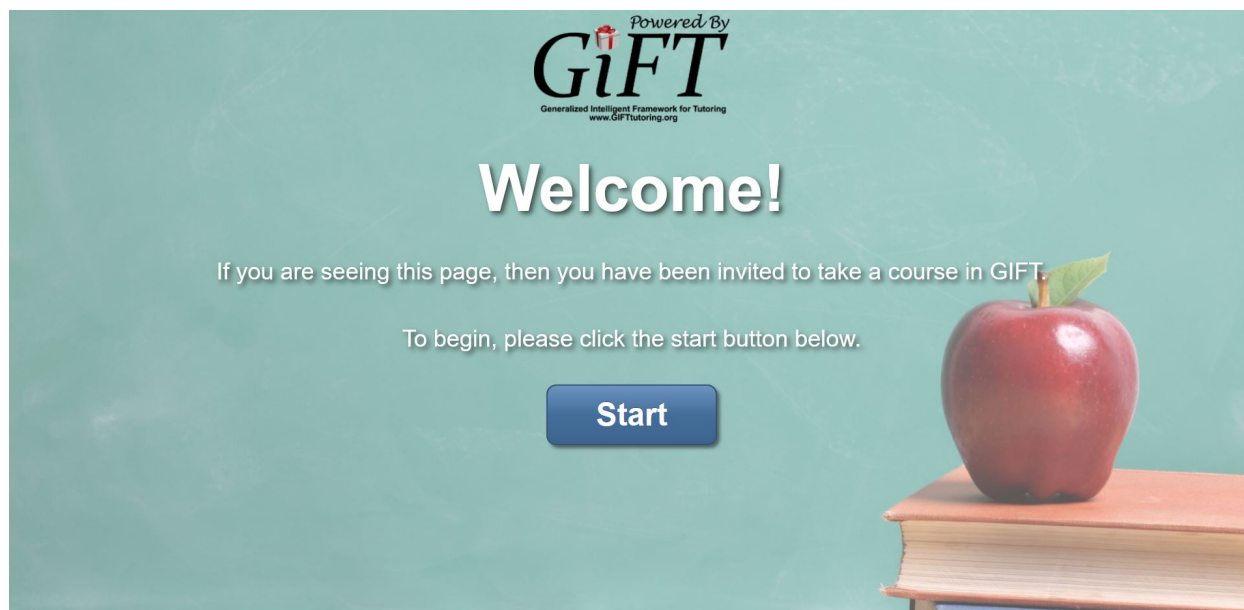 Powered By
GiFT
Generalized Intelligent Framework for Tutoring
www.GIFTtutoring.org
Welcome!
If you are seeing this page, then you have been invited to take a course in GIFT.
To begin, please click the start button below.
Start